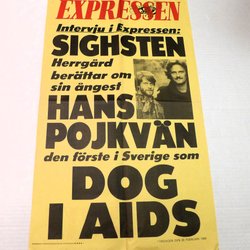 EXPRESSEN
Intervju i Expressen:
SIGHSTEN
Herrgård
berättar om
sin ångest
HANS
POJKVÄN
den förste i Sverige som
DOG
I AIDS